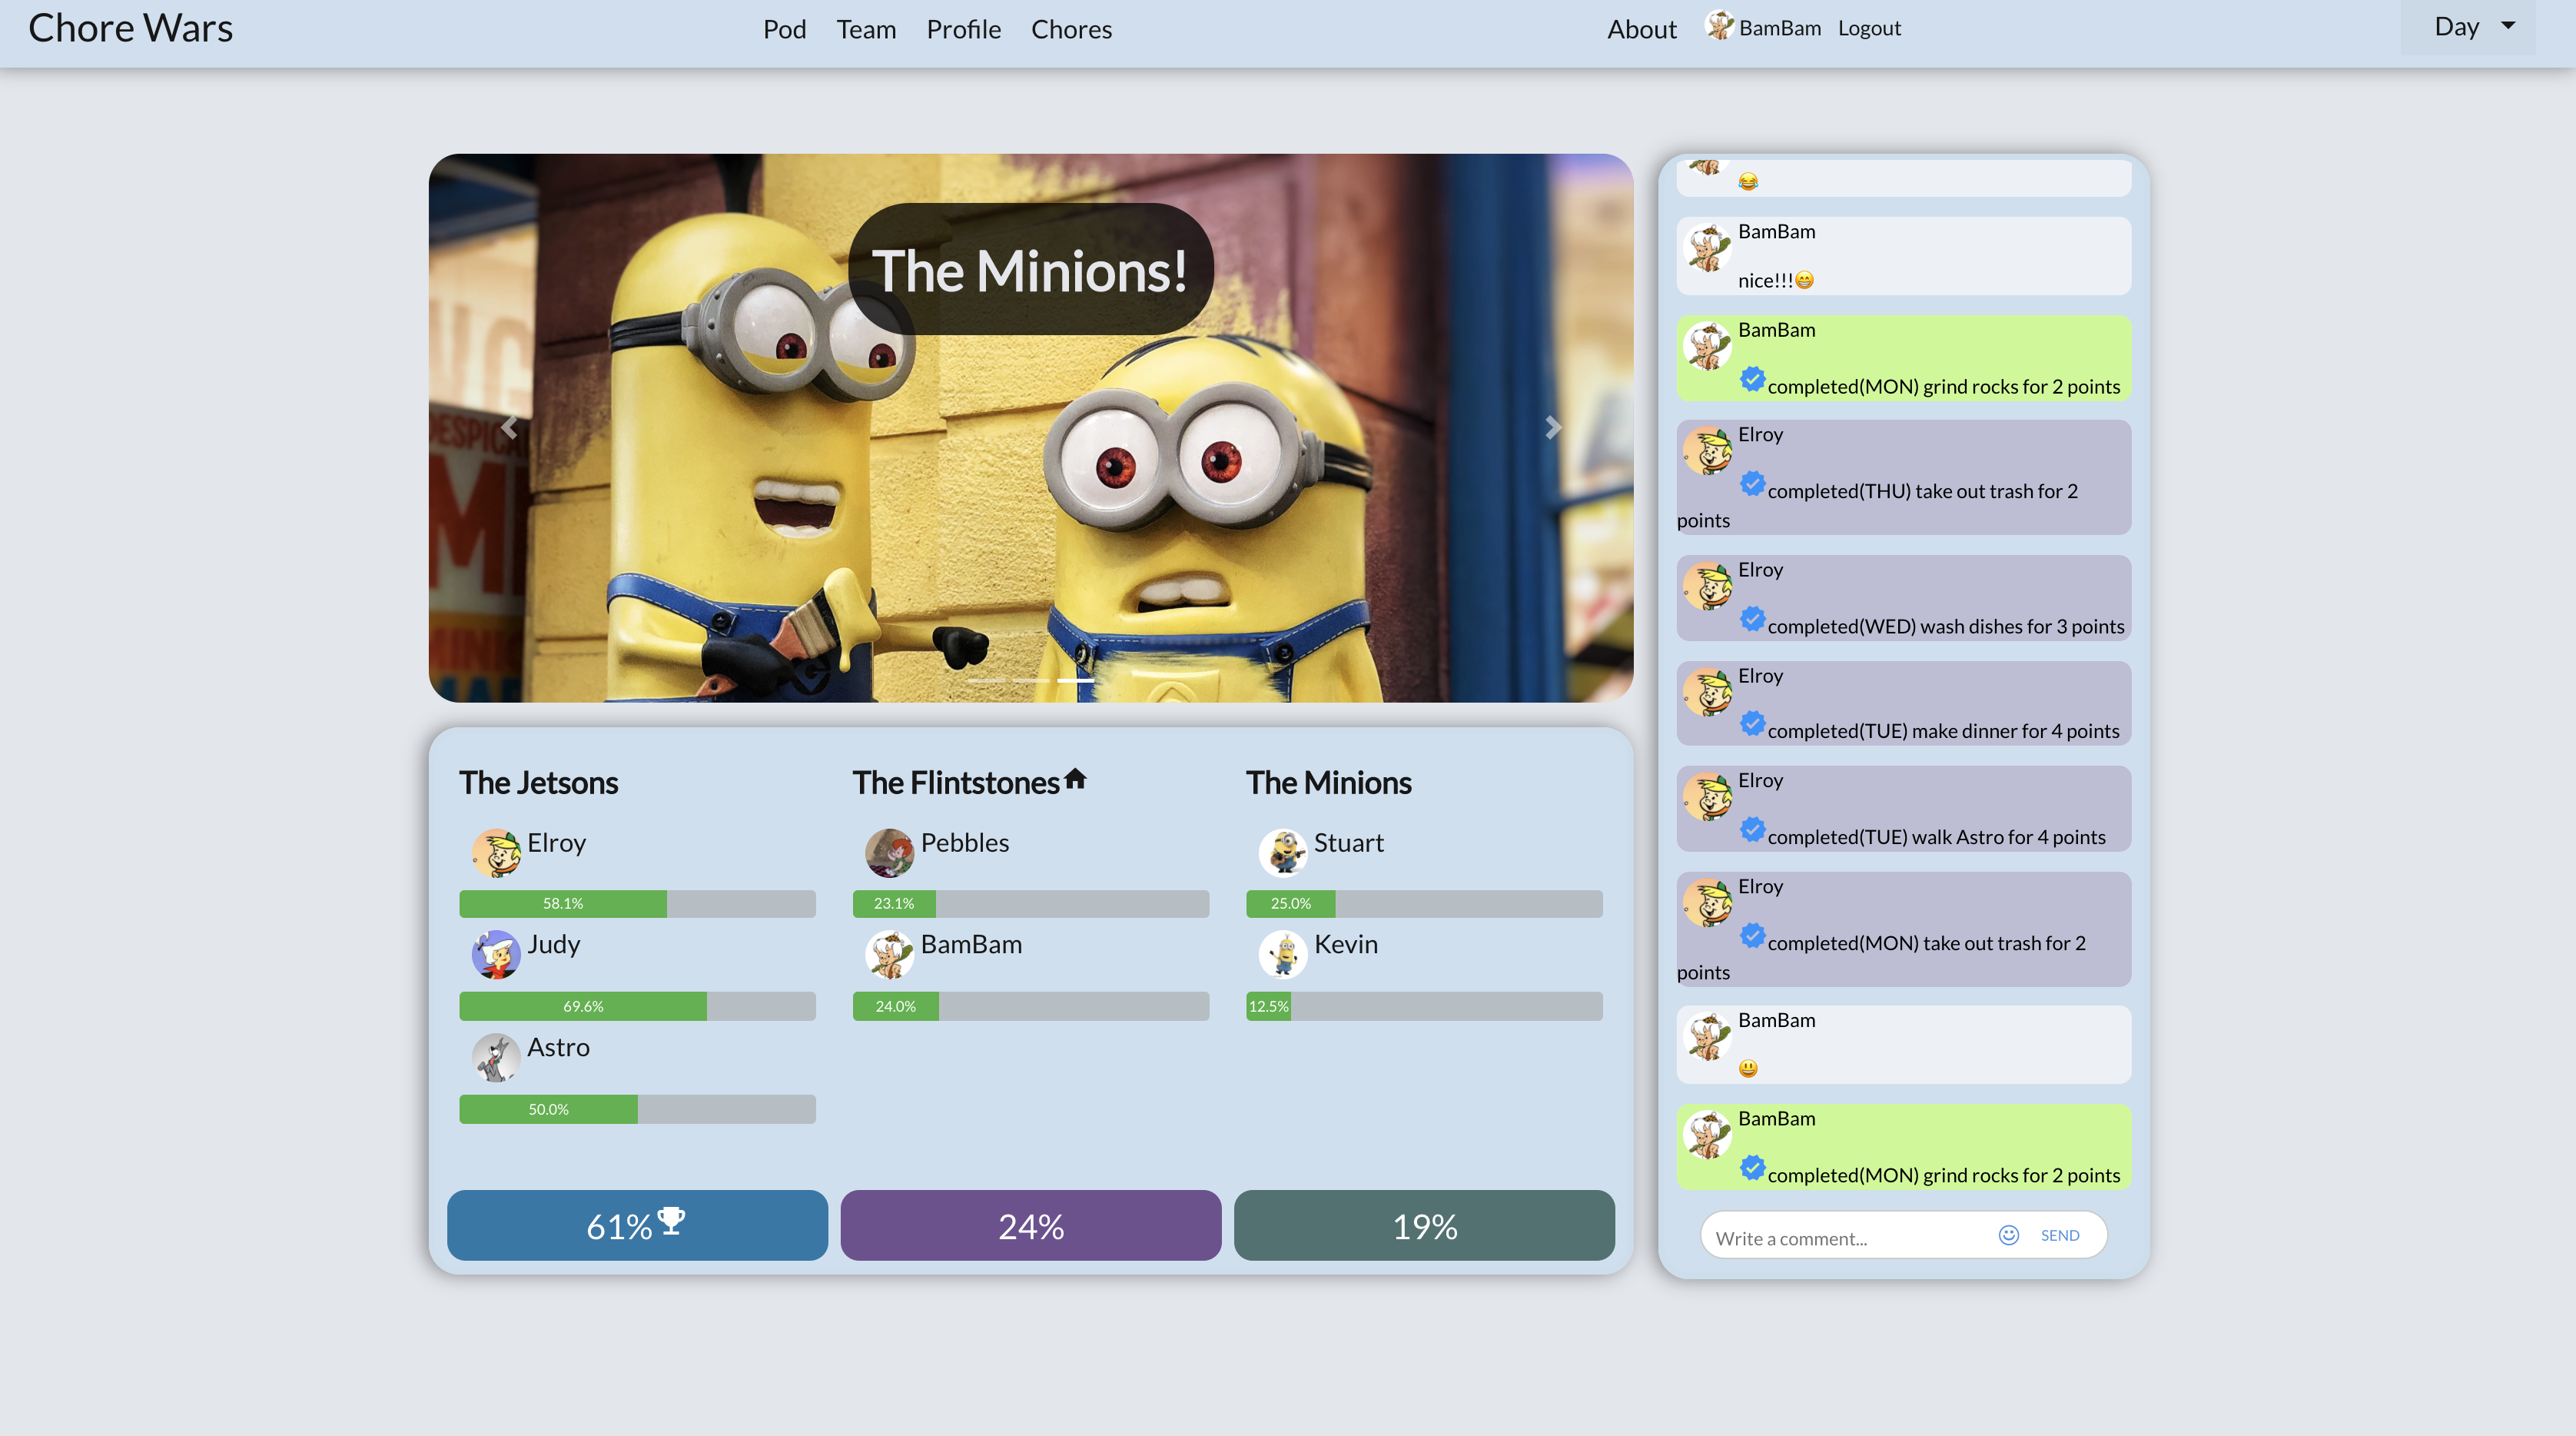 Chore Wars
Pod Team Profile Chores
About BamBam Logout
Day
The Minions!
DESPIC
M
MINI
The Jetsons
Elroy
58.1%
Judy
69.6%
Astro
50.0%
61%
The Flintstones
Pebbles
23.1%
BamBam
24.0%
24%
The Minions
Stuart
25.0%
Kevin
12.5%
19%
😂
BamBam
nice!!!😁
BamBam
completed(MON) grind rocks for 2 points
Elroy
completed(THU) take out trash for 2
points
Elroy
completed(WED) wash dishes for 3 points
Elroy
completed(TUE) make dinner for 4 points
Elroy
completed(TUE) walk Astro for 4 points
Elroy
completed(MON) take out trash for 2
points
BamBam
😃
BamBam
completed(MON) grind rocks for 2 points
Write a comment...
SEND